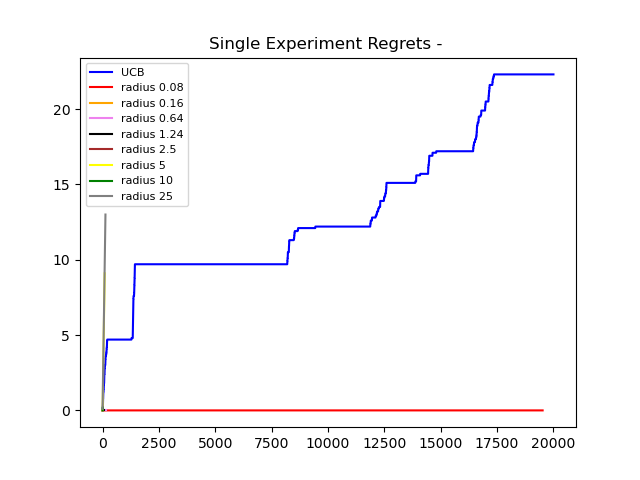 Single Experiment Regrets -
UCB
radius 0.08
radius 0.16
radius 0.64
radius 1.24
radius 2.5
radius 5
radius 10
radius 25
20
15
10
5
0
0 2500 5000 7500 10000 12500 15000 17500 20000